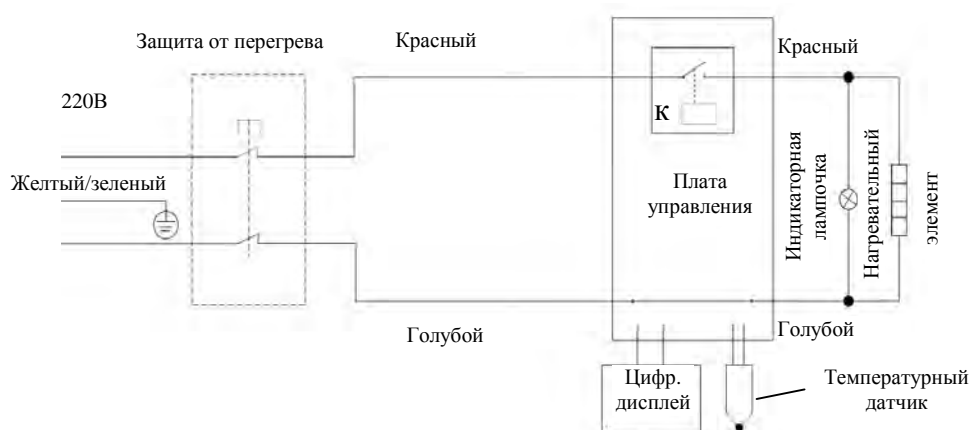 Защита от перегрева
Красный
Красный
220В
К
Желтый/зеленый
Плата
управления
Индикаторная
лампочка
Нагревательный
элемент
Голубой
Голубой
Цифр.
дисплей
Температурный
датчик